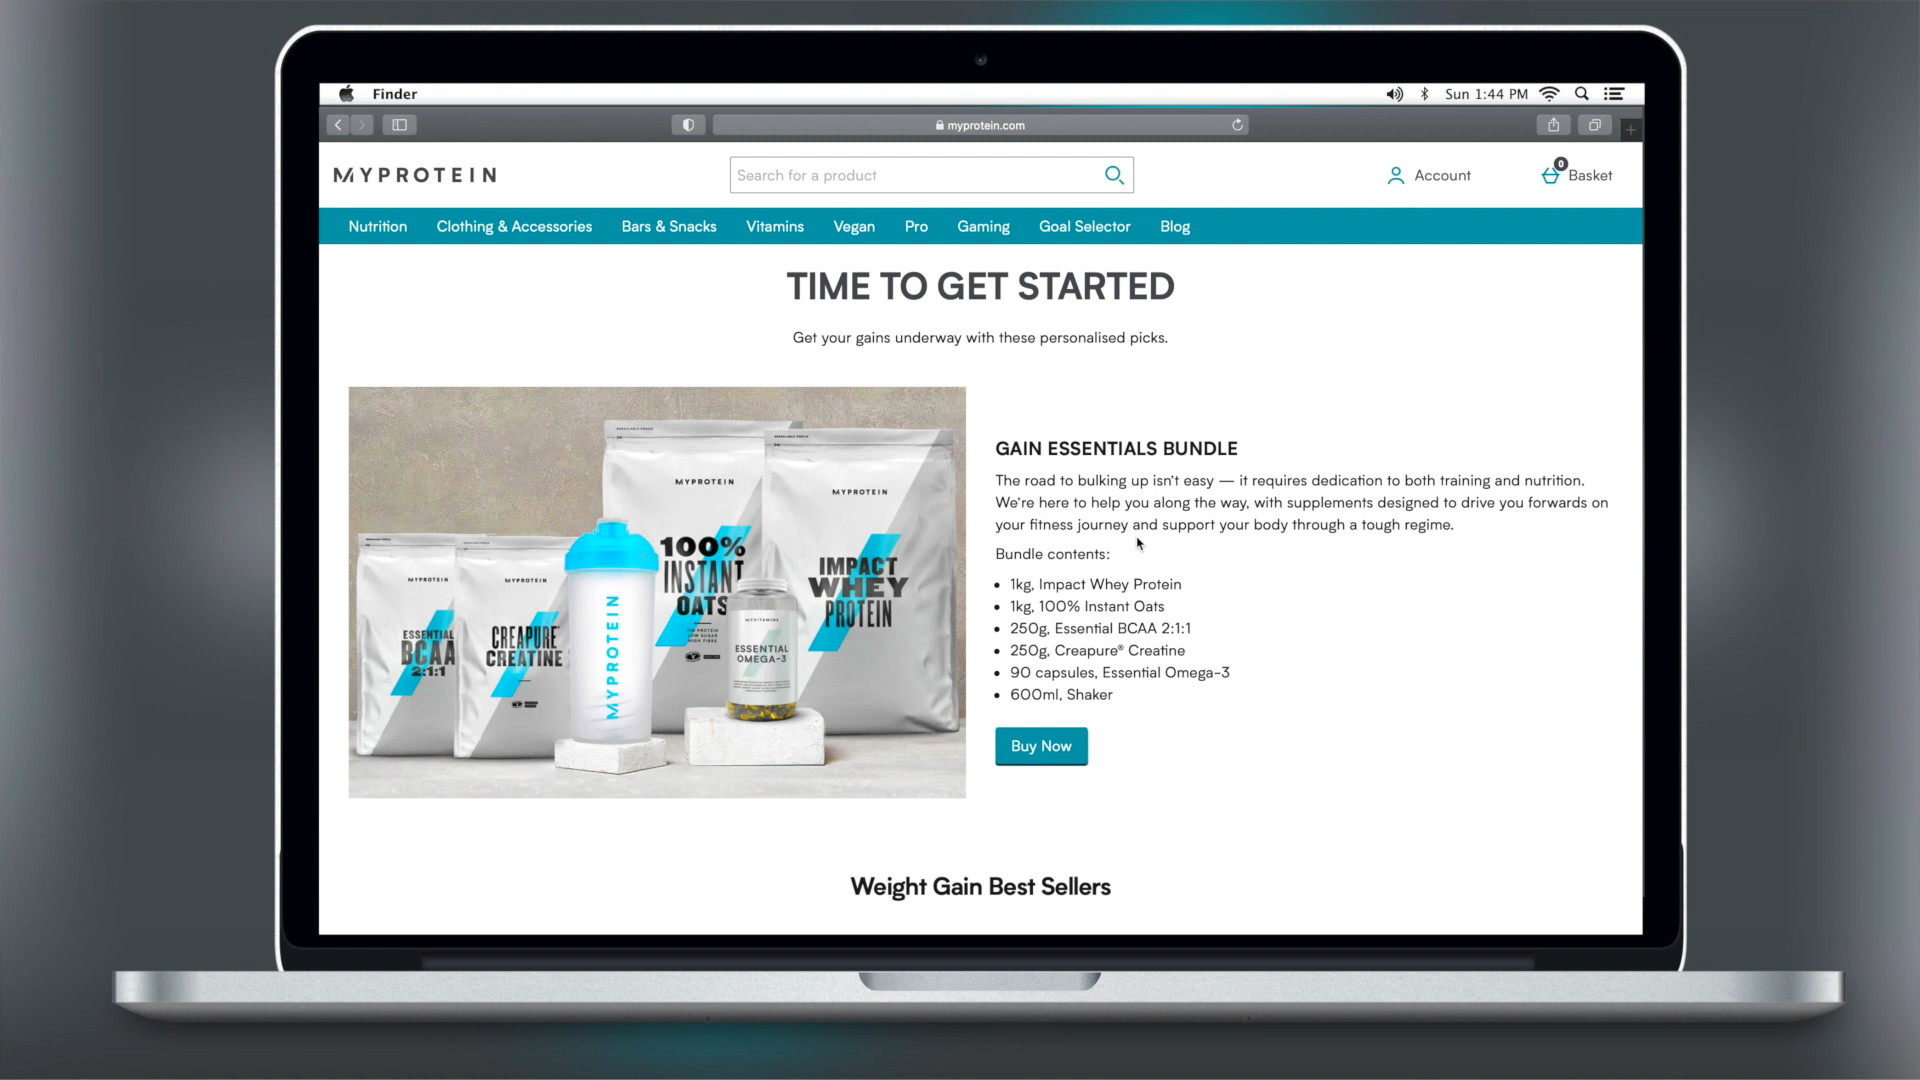 Finder
Sun 1:44 PM
myprotein.com
MYPROTEIN
Search for a product
Account
0
Basket
Nutrition
Clothing & Accessories
Bars & Snacks
Vitamins
Vegan
Pro
Gaming
Goal Selector
Blog
TIME TO GET STARTED
Get your gains underway with these personalised picks.
MYPROTEIN
ESSENTIAL
BCAA
2:1:1
MYPROTEIN
CREAPURE
CREATINE
MYPROTEIN
MYPROTEIN
100%
INSTANT
OATS
MYVITAMINS
ESSENTIAL
OMEGA-3
MYPROTEIN
IMPACT
WHEY
PROTEIN
GAIN ESSENTIALS BUNDLE
The road to bulking up isn't easy — it requires dedication to both training and nutrition.
We're here to help you along the way, with supplements designed to drive you forwards on
your fitness journey and support your body through a tough regime.
Bundle contents:
• 1kg, Impact Whey Protein
• 1kg, 100% Instant Oats
• 250g, Essential BCAA 2:1:1
• 250g, Creapure® Creatine
• 90 capsules, Essential Omega-3
• 600ml, Shaker
Buy Now
Weight Gain Best Sellers